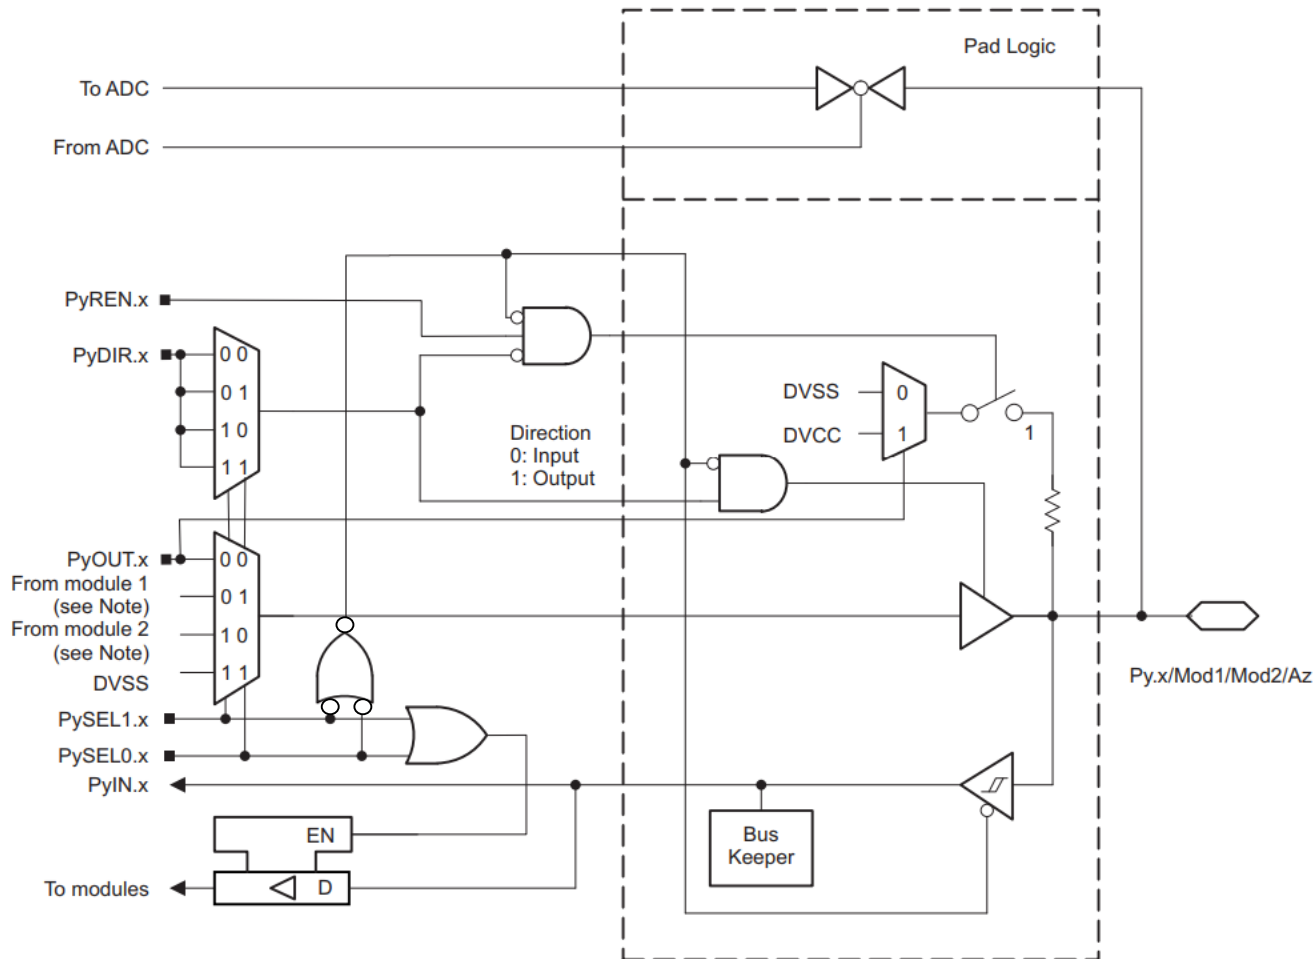 Pad Logic
To ADC
From ADC
PyREN.x
PyDIR.x
0 0
0 1
1 0
1 1
Direction
0: Input
1: Output
DVSS
0
DVCC
1
1
PyOUT.x
0 0
From module 1
(see Note)
0 1
From module 2
(see Note)
1 0
DVSS
1 1
Py.x/Mod1/Mod2/Az
PySEL1.x
PySEL0.x
PyIN.x
EN
Bus
Keeper
To modules
D